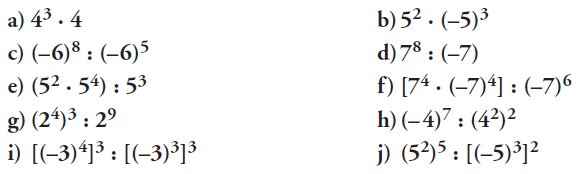 a) 4³ · 4 b) 5² · (–5)³
c) (–6)⁸ : (–6)⁵ d) 7⁸ : (–7)
e) (5² · 5⁴) : 5³ f) [7⁴ · (–7)⁴] : (–7)⁶
g) (2⁴)³ : 2⁹ h) (–4)⁷ : (4²)²
i) [(–3)⁴]³ : [(–3)³]³ j) (5²)⁵ : [(–5)³]²